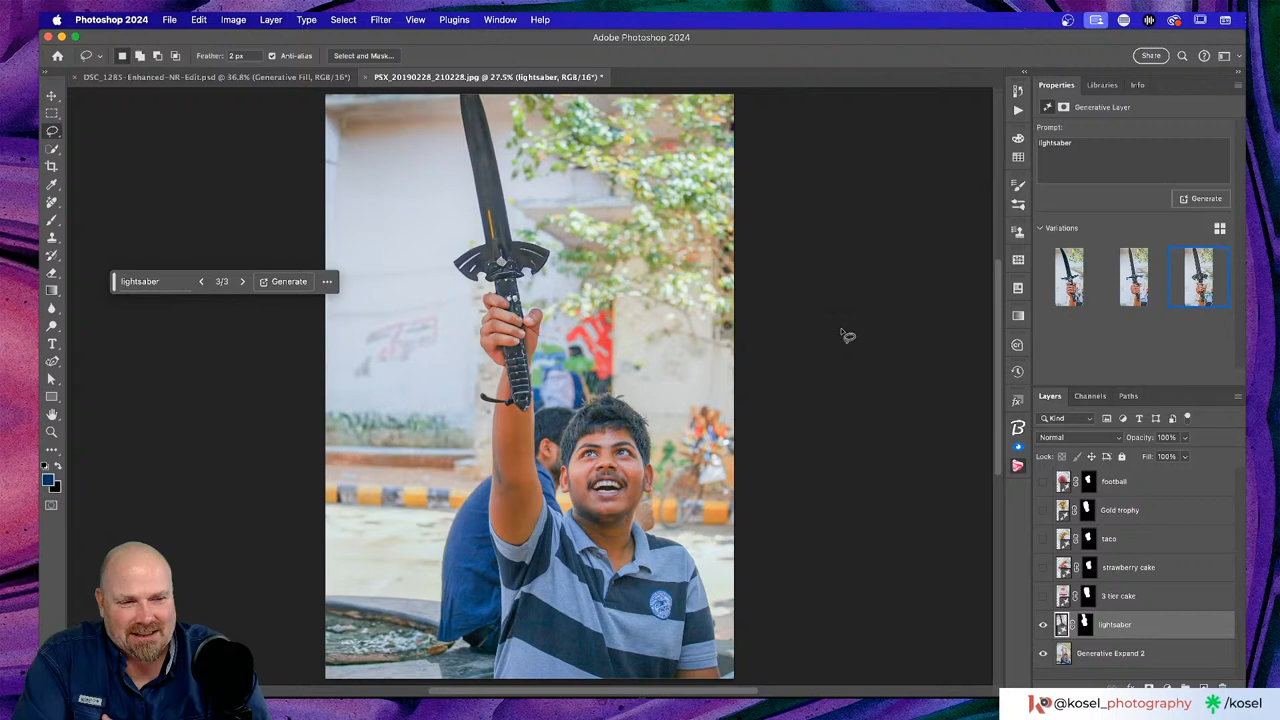 Photoshop 2024 File Edit Image Layer Type Select Filter View Plugins Window Help
Adobe Photoshop 2024
Feather: 2 px Anti-alias Select and Mask... Share
DSC_1285-Enhanced-NR-Edit.psd @ 36.8% (Generative Fill, RGB/16*) PSX_20190228_210228.jpg @ 27.5% (lightsaber, RGB/16*) *
Properties Libraries Info
Generative Layer
Prompt:
lightsaber
Generate
Variations
lightsaber 3/3 Generate
Layers Channels Paths
Kind
Normal Opacity: 100%
Lock: Fill: 100%
football
Gold trophy
taco
strawberry cake
3 tier cake
lightsaber
Generative Expand 2
@kosel_photography /kosel